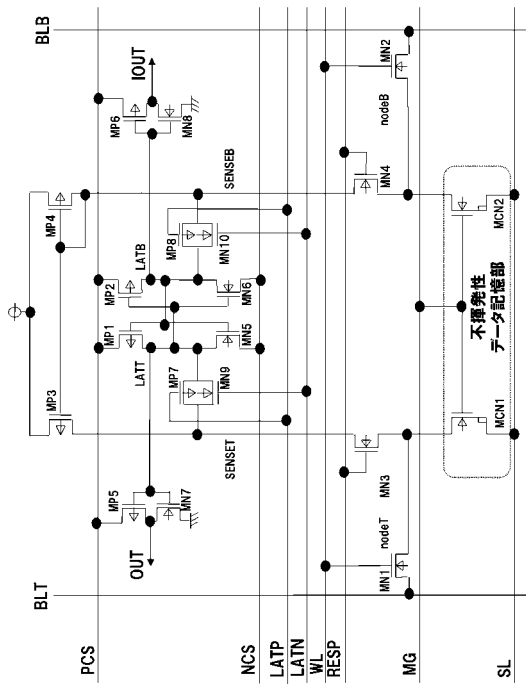 BLT
BLB
OUT
IOUT
MP5
MN7
MP6
MN8
MP3
MP4
SENSET
SENSEB
LATT
LATB
MP1
MP2
MN5
MN6
MP7
MN9
MP8
MN10
PCS
NCS
LATP
LATN
WL
RESP
MG
SL
MN1
nodeT
MN3
MN4
nodeB
MN2
不揮発性
データ記憶部
MCN1
MCN2